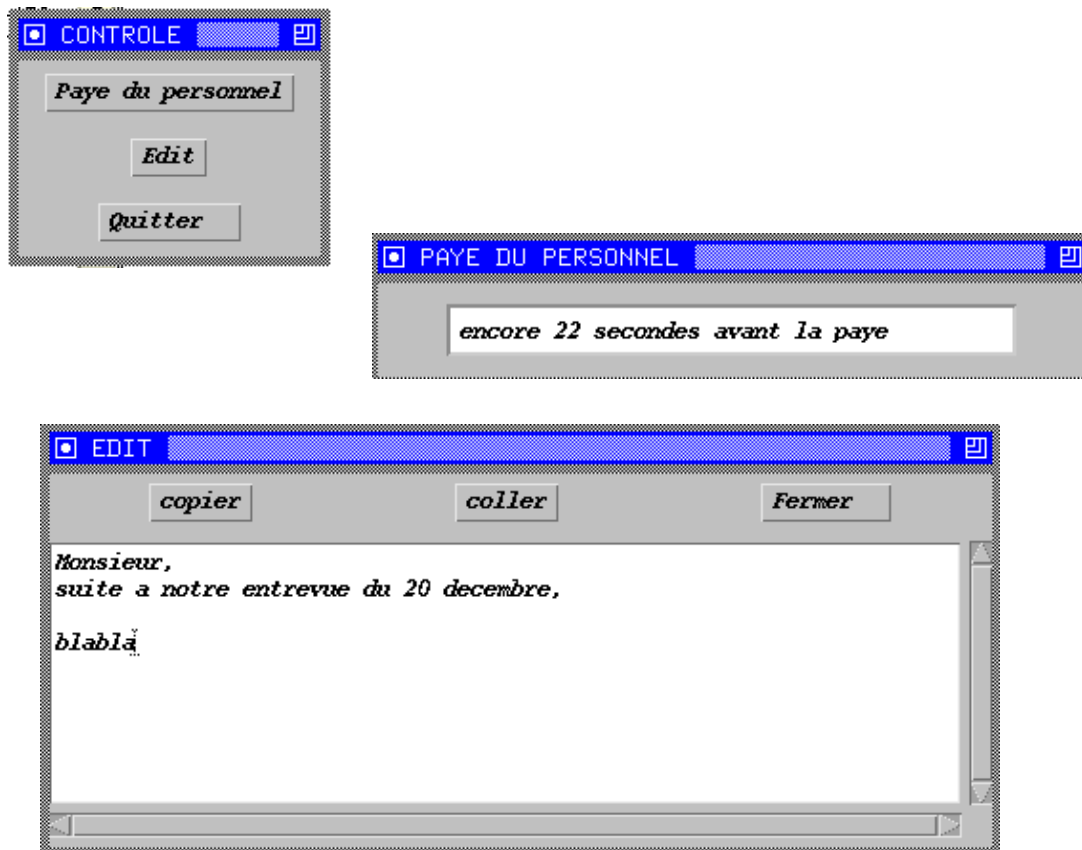 CONTROLE
Paye du personnel
Edit
Quitter
PAYE DU PERSONNEL
encore 22 secondes avant la paye
EDIT
copier coller Fermer
Monsieur,
suite a notre entrevue du 20 decembre,
blabla